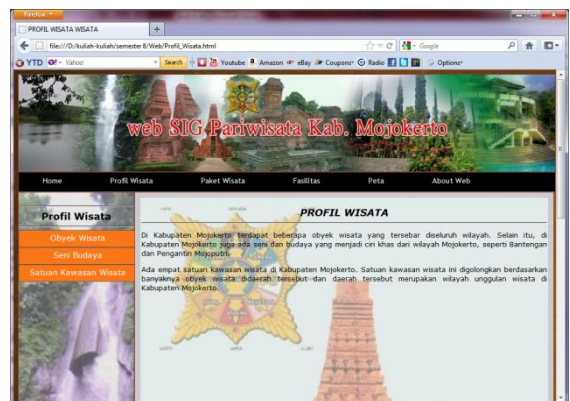 Firefox
PROFIL WISATA WISATA
file:///D:/kuliah-kuliah/semester 8/Web/Profil_Wisata.html
Google
YTD
Yahoo
Search
Youtube
Amazon
eBay
Coupons
Radio
Options
web SIG Pariwisata Kab. Mojokerto
Home Profil Wisata Paket Wisata Fasilitas Peta About Web
Profil Wisata
Obyek Wisata
Seni Budaya
Satuan Kawasan Wisata
PROFIL WISATA
Di Kabupaten Mojokerto terdapat beberapa obyek wisata yang tersebar diseluruh wilayah. Selain itu, di
Kabupaten Mojokerto juga ada seni dan budaya yang menjadi ciri khas dari wilayah Mojokerto, seperti Bantengan
dan Pengantin Mojoputri.
Ada empat satuan kawasan wisata di Kabupaten Mojokerto. Satuan kawasan wisata ini digolongkan berdasarkan
banyaknya obyek wisata didaerah tersebut dan daerah tersebut merupakan wilayah unggulan wisata di
Kabupaten Mojokerto.